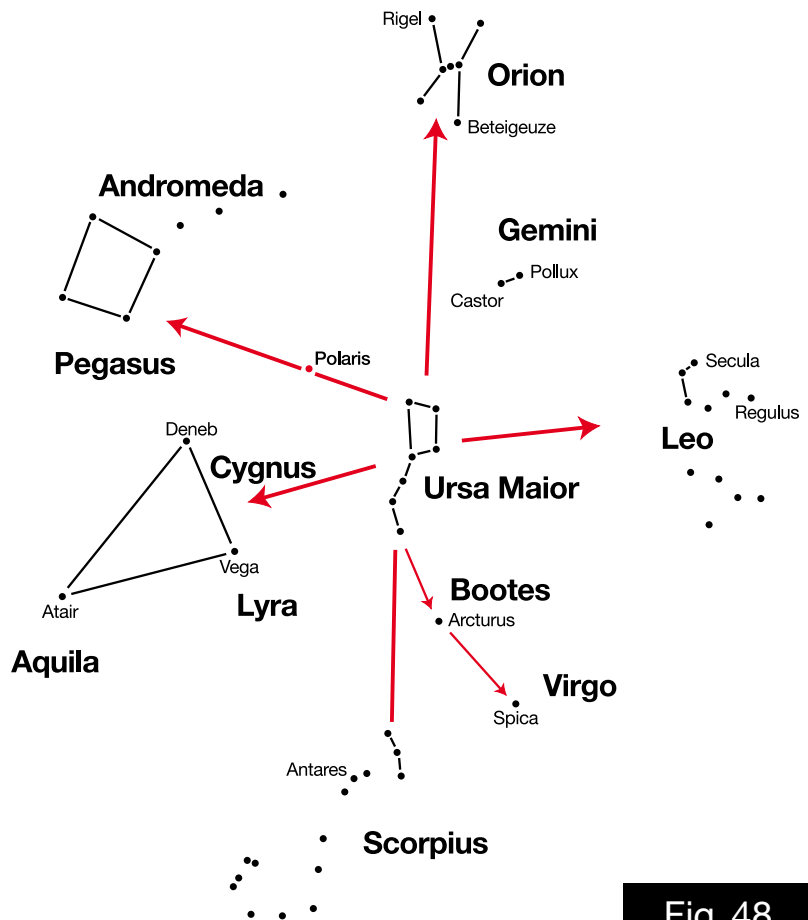 Rigel
Orion
Beteigeuze
Andromeda
Gemini
Pollux
Castor
Pegasus
Polaris
Secula
Regulus
Leo
Deneb
Cygnus
Ursa Maior
Vega
Lyra
Atair
Aquila
Bootes
Arcturus
Virgo
Spica
Antares
Scorpius
Fig. 48